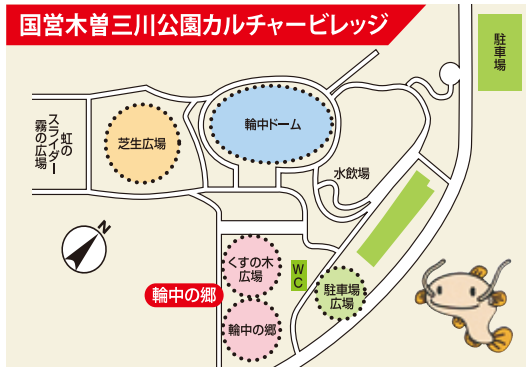 国営木曽三川公園カルチャービレッジ
駐車場
輪中ドーム
芝生広場
虹の
スライダー
霧の広場
水飲場
N
くすの木
広場
WC
駐車場
広場
輪中の郷
輪中の郷